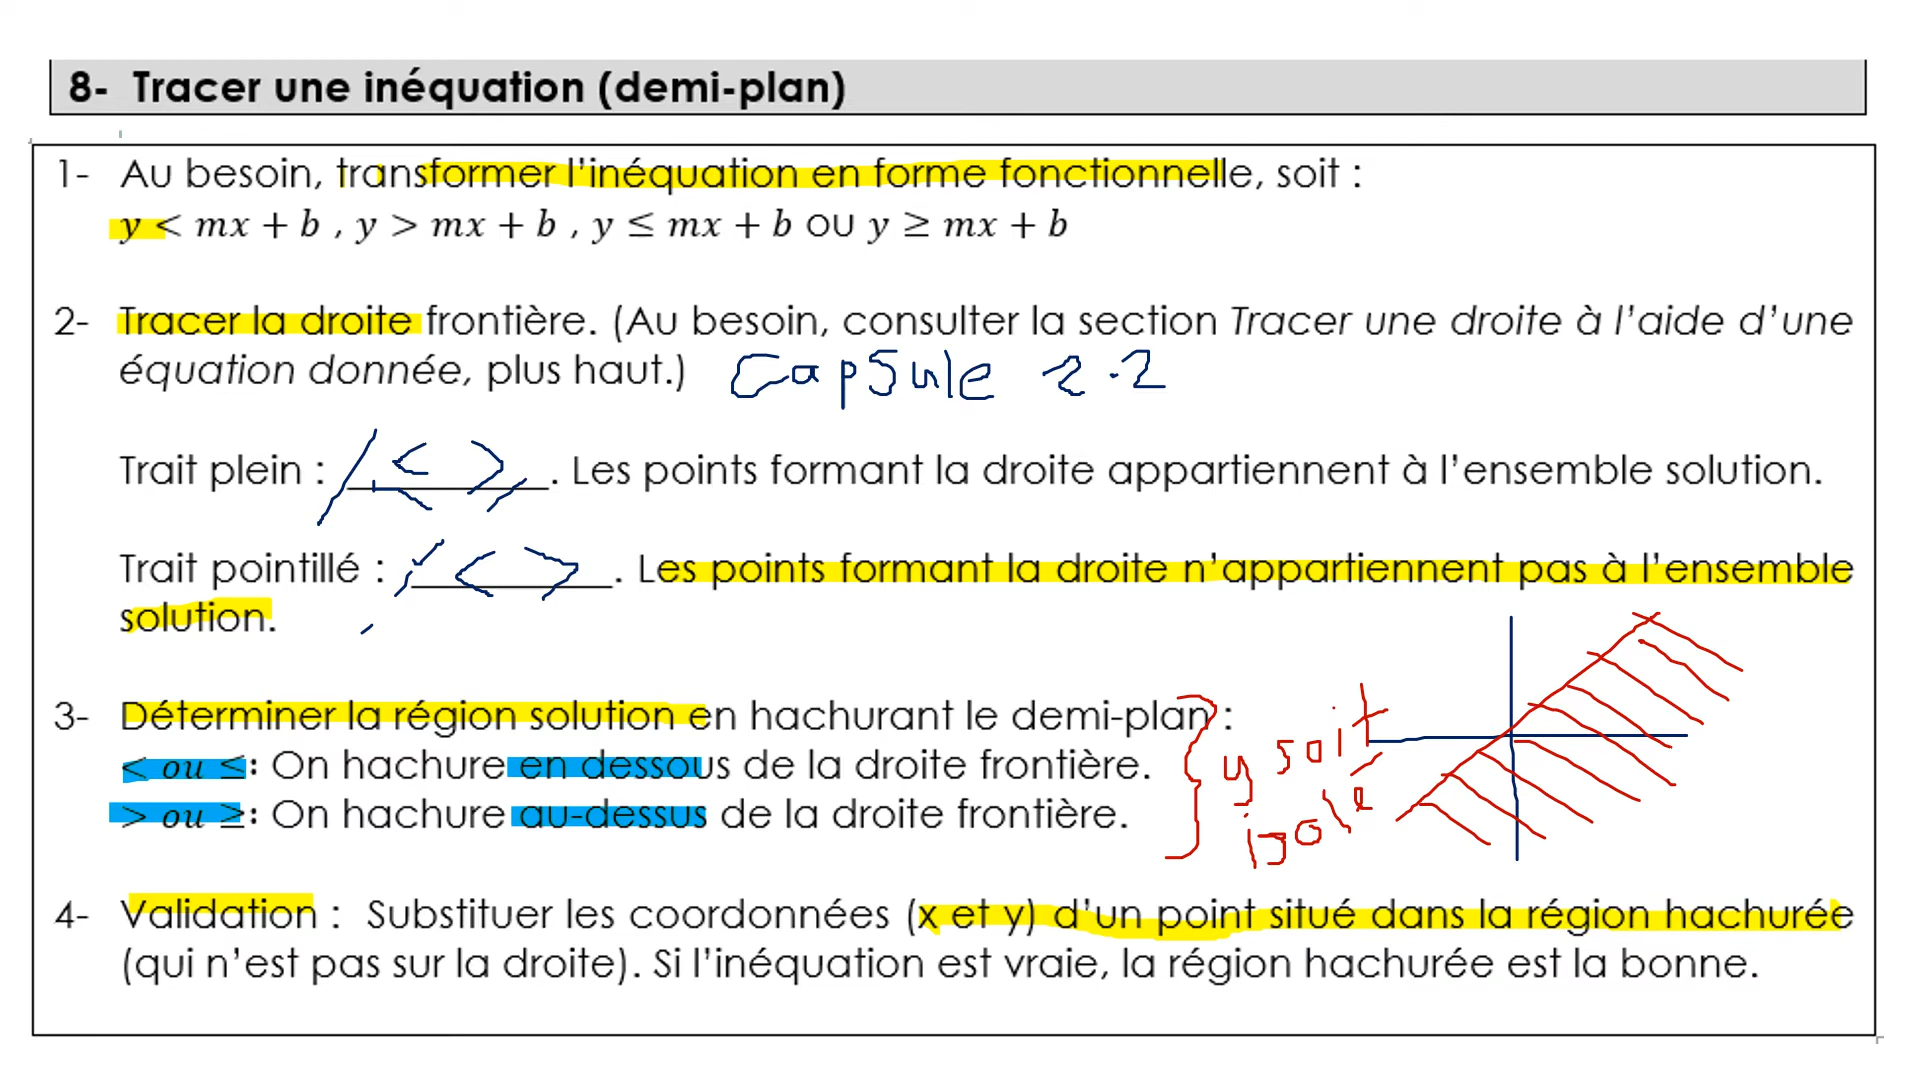 8- Tracer une inéquation (demi-plan)
1- Au besoin, transformer l'inéquation en forme fonctionnelle, soit :
y < mx + b , y > mx + b , y ≤ mx + b ou y ≥ mx + b
2- Tracer la droite frontière. (Au besoin, consulter la section Tracer une droite à l'aide d'une
équation donnée, plus haut.) Capsule 2.2
Trait plein : ≤ ≥. Les points formant la droite appartiennent à l'ensemble solution.
Trait pointillé : < >. Les points formant la droite n'appartiennent pas à l'ensemble
solution.
3- Déterminer la région solution en hachurant le demi-plan :
< ou ≤: On hachure en dessous de la droite frontière.
> ou ≥: On hachure au-dessus de la droite frontière.
y soit
isolé
4- Validation : Substituer les coordonnées (x et y) d'un point situé dans la région hachurée
(qui n'est pas sur la droite). Si l'inéquation est vraie, la région hachurée est la bonne.